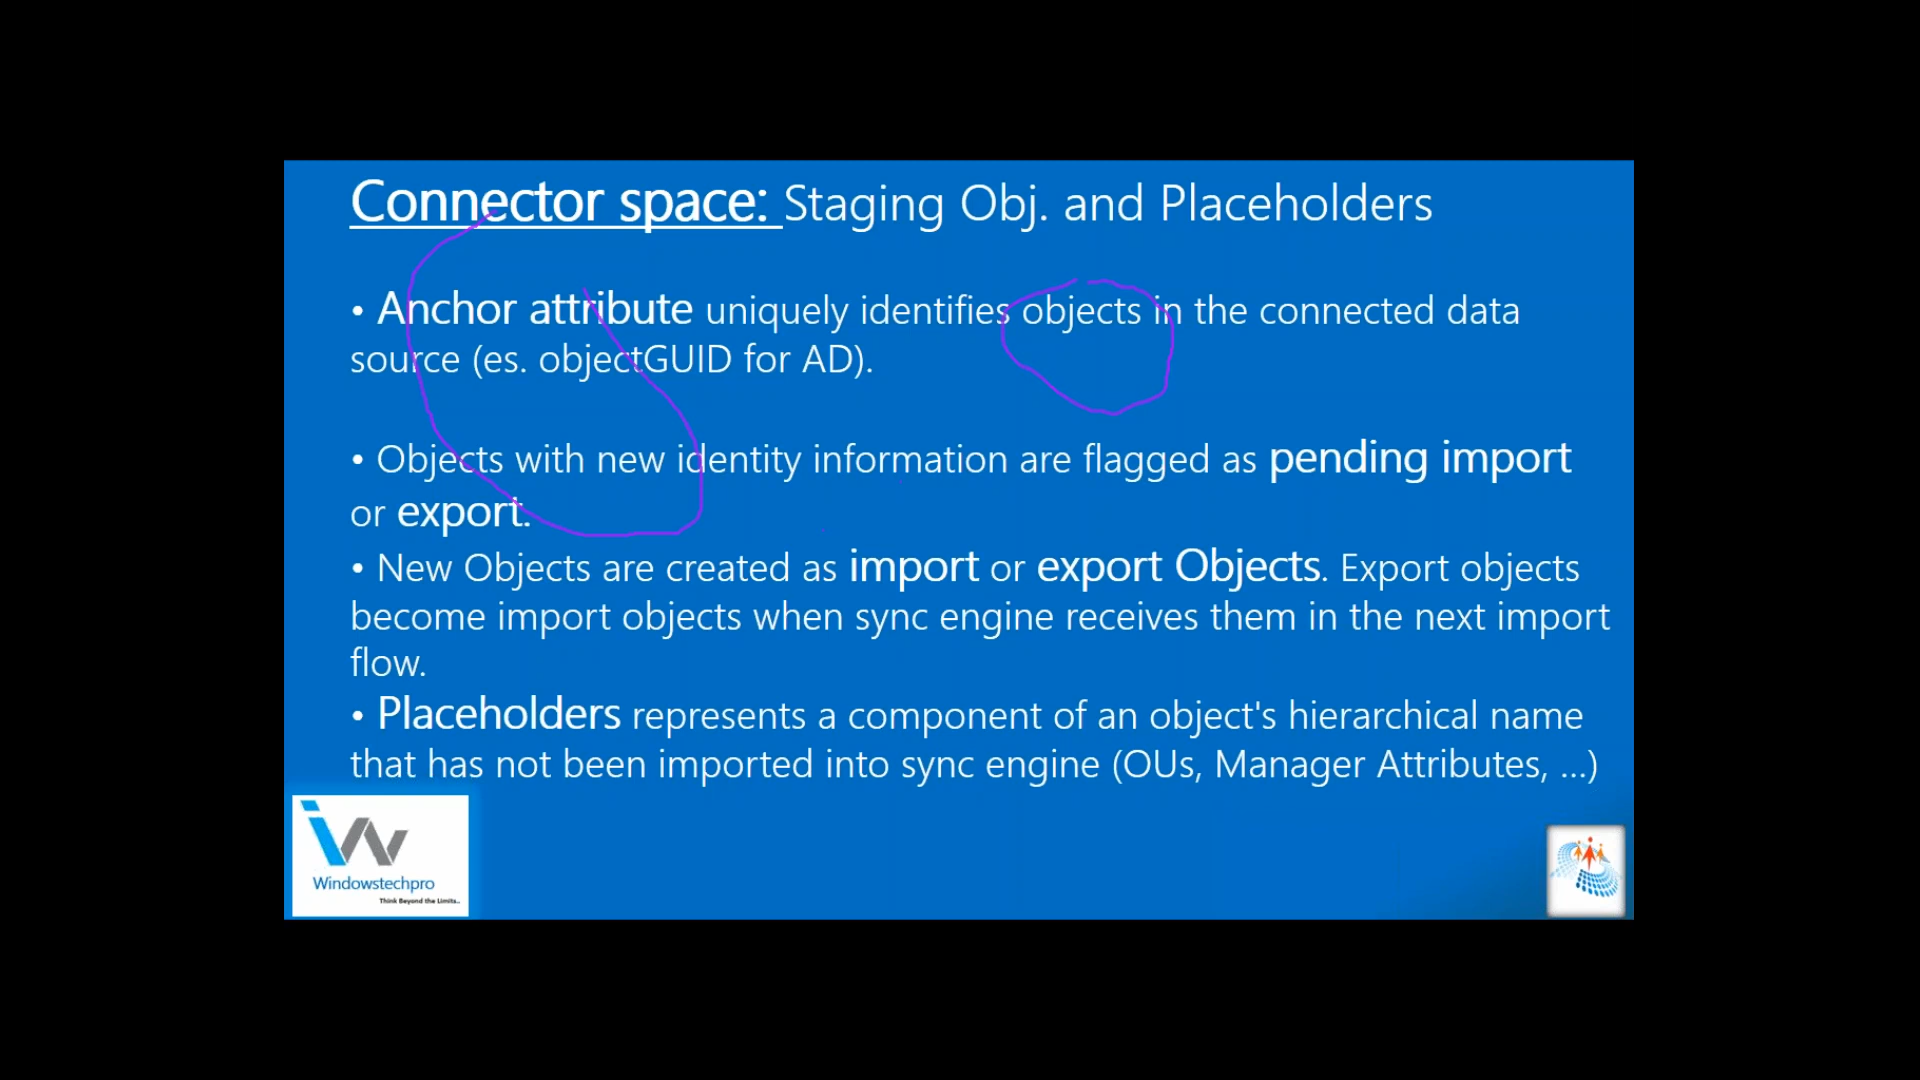 Connector space: Staging Obj. and Placeholders
• Anchor attribute uniquely identifies objects in the connected data
source (es. objectGUID for AD).
• Objects with new identity information are flagged as pending import
or export.
• New Objects are created as import or export Objects. Export objects
become import objects when sync engine receives them in the next import
flow.
• Placeholders represents a component of an object's hierarchical name
that has not been imported into sync engine (OUs, Manager Attributes, ...)
Windowstechpro
Think Beyond the Limits..